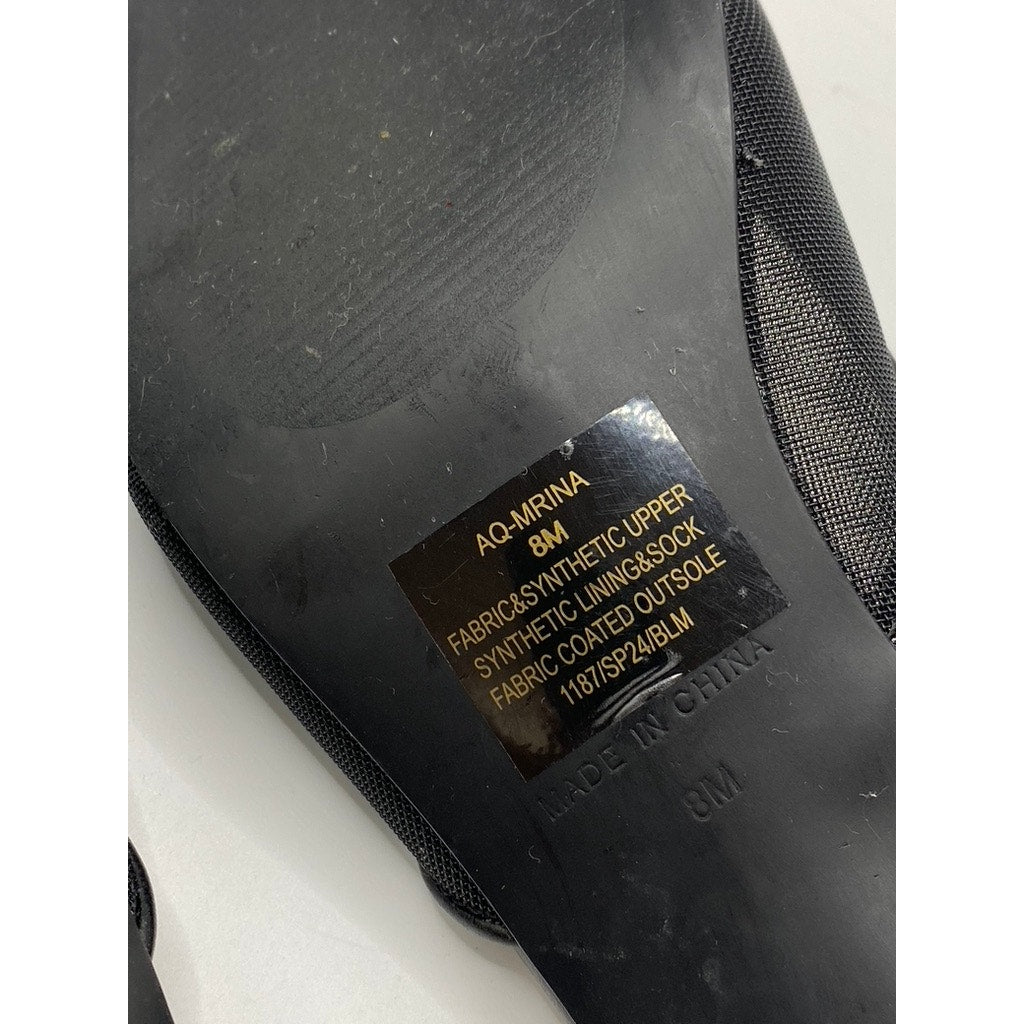 AQ-MRINA
8M
FABRIC&SYNTHETIC UPPER
SYNTHETIC LINING&SOCK
FABRIC COATED OUTSOLE
1187/SP24/BLM
MADE IN CHINA
8M